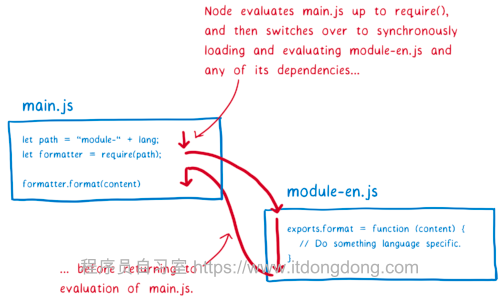 Node evaluates main.js up to require(),
and then switches over to synchronously
loading and evaluating module-en.js and
any of its dependencies...
main.js
let path = "module-" + lang;
let formatter = require(path);
formatter.format(content)
module-en.js
exports.format = function (content) {
// Do something language specific.
}
... before returning to
evaluation of main.js.
程序员自习室 https://www.itdongdong.com